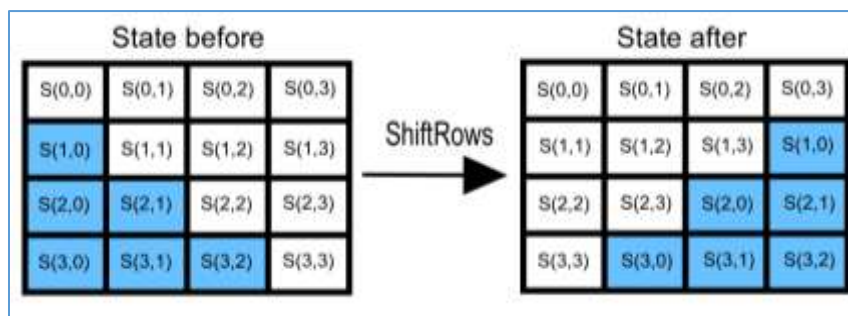 State before
State after
S(0,0) S(0,1) S(0,2) S(0,3)
S(1,0) S(1,1) S(1,2) S(1,3)
S(2,0) S(2,1) S(2,2) S(2,3)
S(3,0) S(3,1) S(3,2) S(3,3)
ShiftRows
S(0,0) S(0,1) S(0,2) S(0,3)
S(1,1) S(1,2) S(1,3) S(1,0)
S(2,2) S(2,3) S(2,0) S(2,1)
S(3,3) S(3,0) S(3,1) S(3,2)